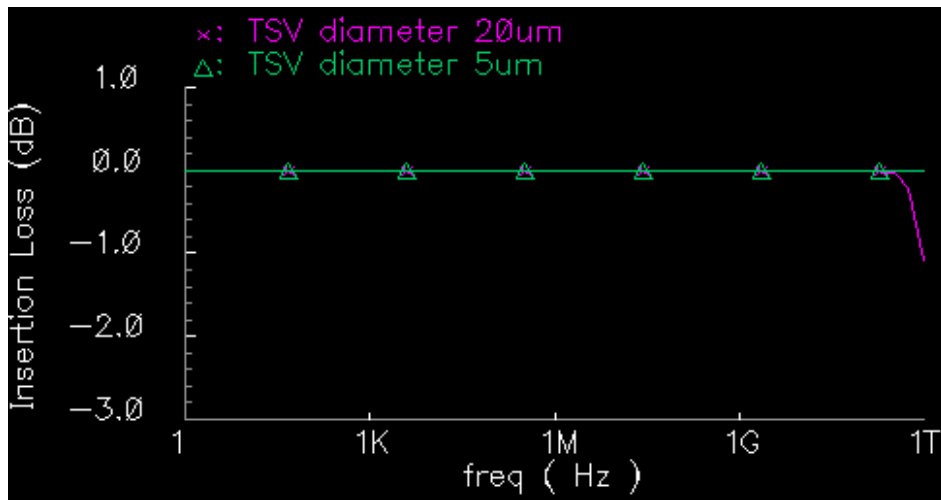 ×: TSV diameter 20um
△: TSV diameter 5um
Insertion Loss (dB)
1.0
0.0
-1.0
-2.0
-3.0
1 1K 1M 1G 1T
freq ( Hz )